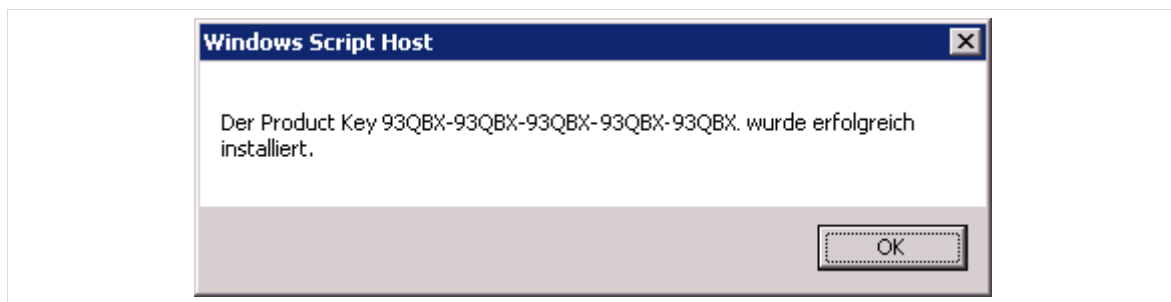 Windows Script Host
Der Product Key 93QBX-93QBX-93QBX-93QBX-93QBX. wurde erfolgreich
installiert.
OK